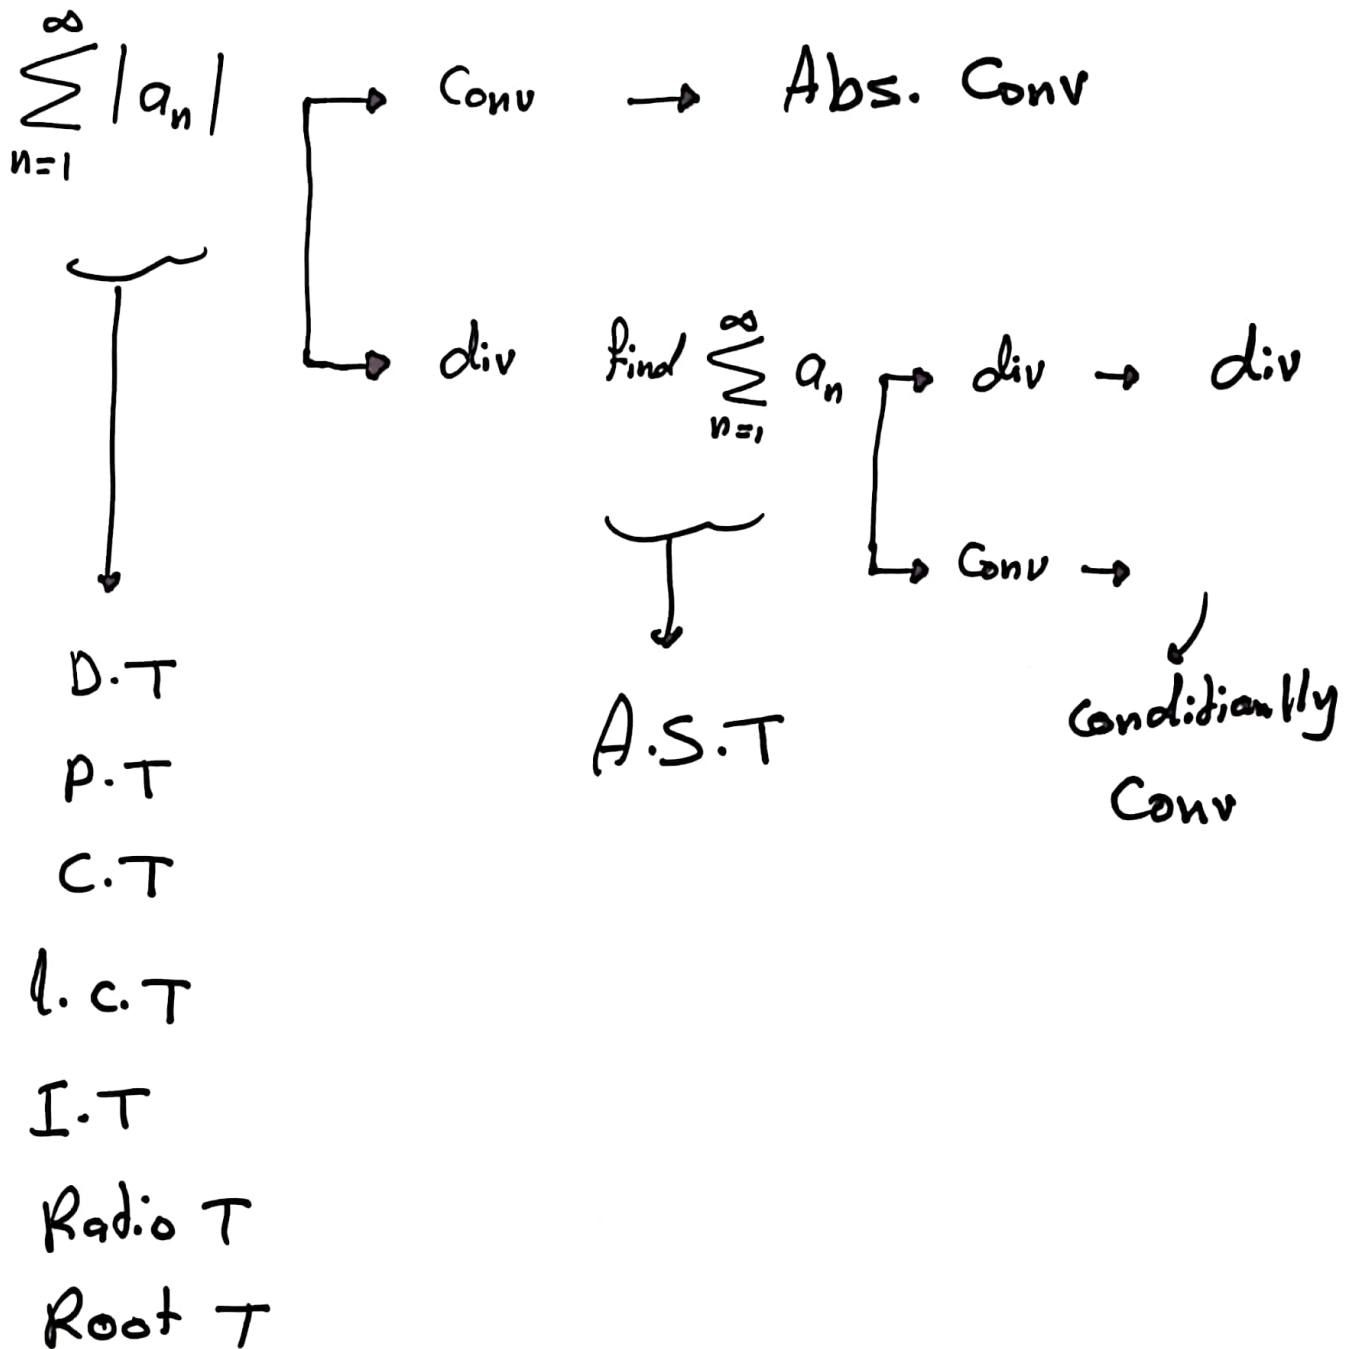 ∞
∑ |aₙ| → Conv → Abs. Conv
n=1
∞
→ div find ∑ aₙ → div → div
n=1
→ Conv →
conditianlly
Conv
A.S.T
D.T
P.T
C.T
l.c.T
I.T
Radio T
Root T